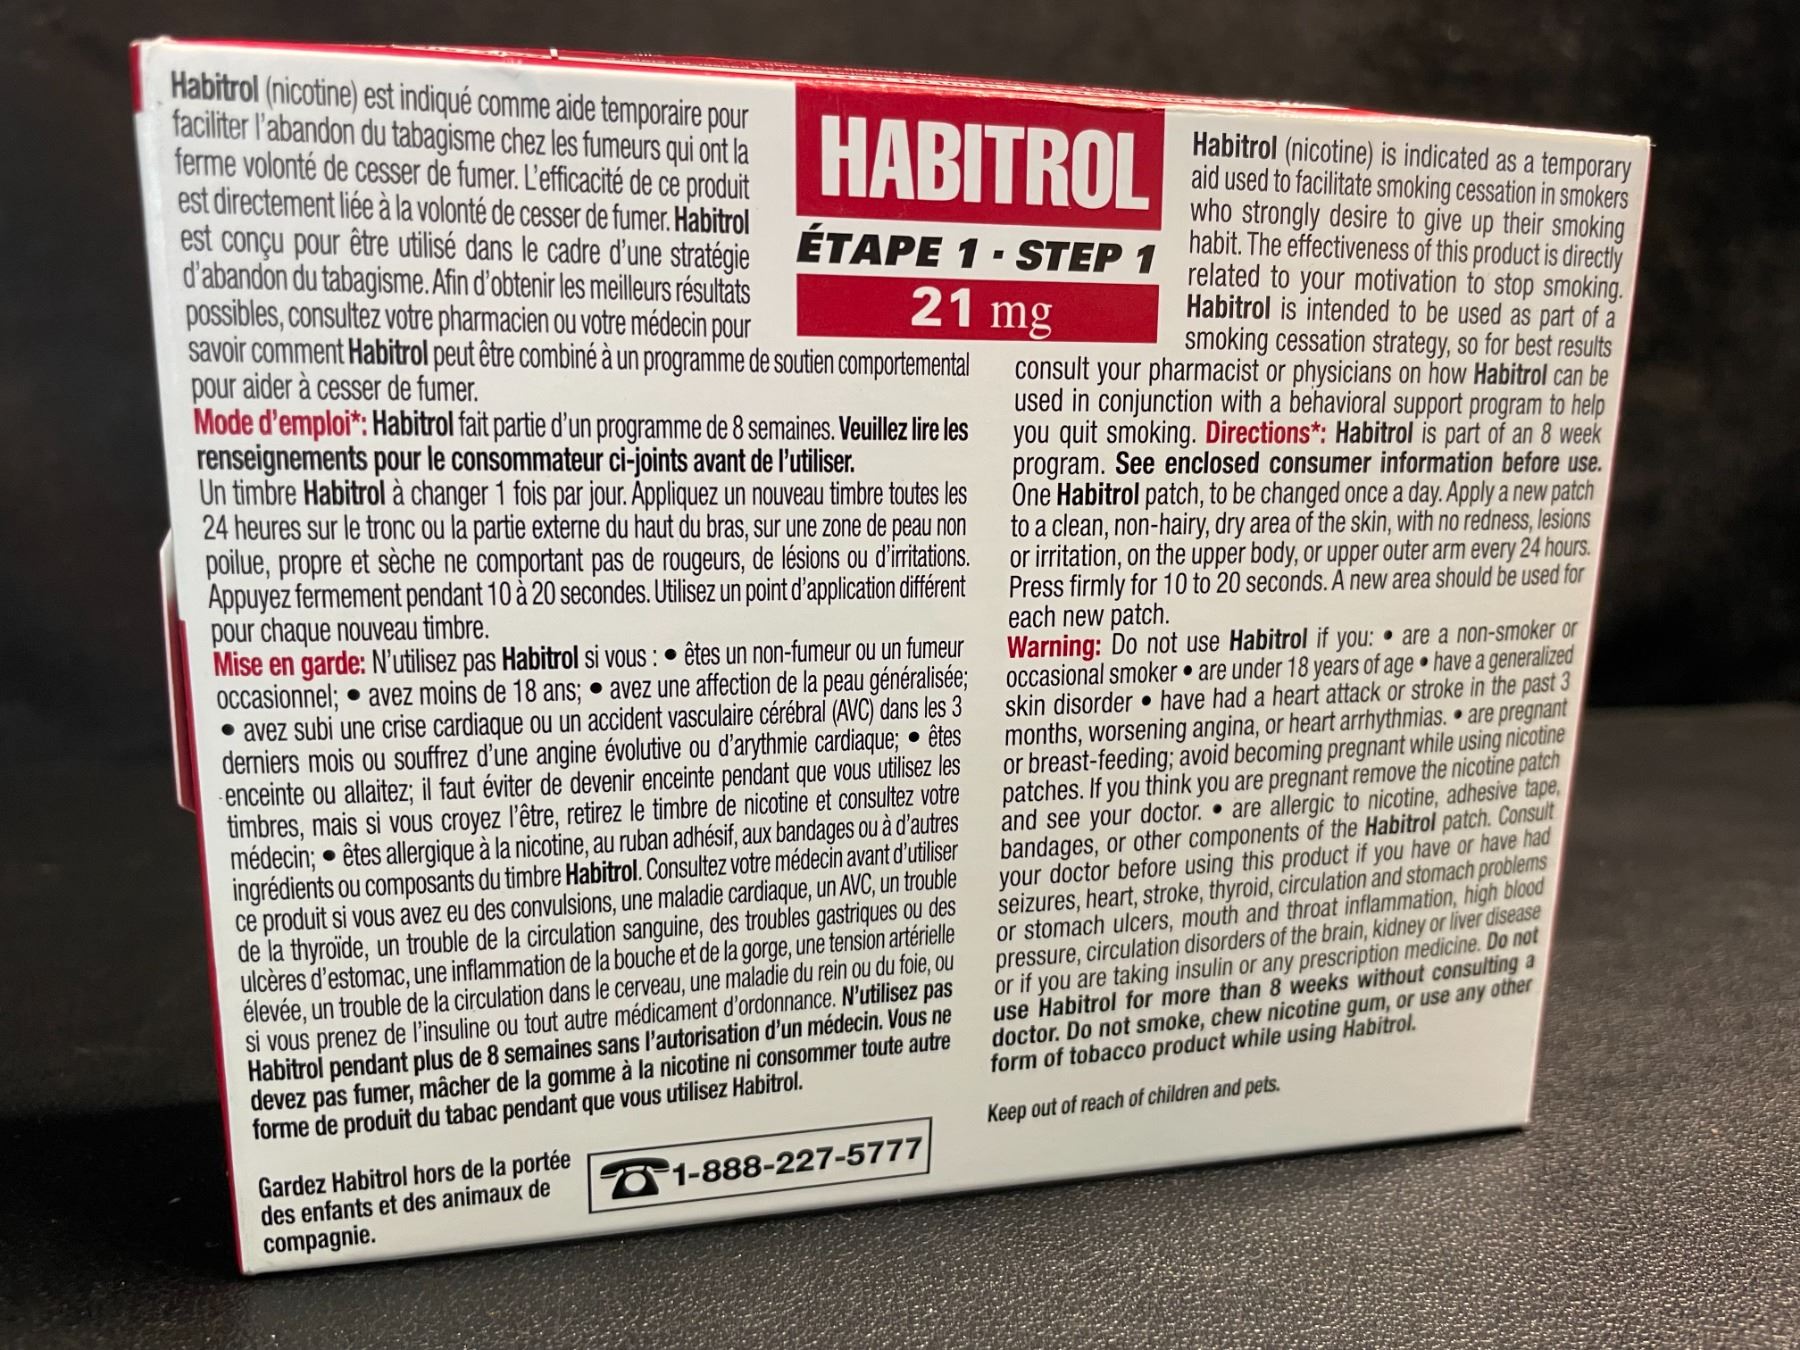 Habitrol (nicotine) est indiqué comme aide temporaire pour
faciliter l'abandon du tabagisme chez les fumeurs qui ont la
ferme volonté de cesser de fumer. L'efficacité de ce produit
est directement liée à la volonté de cesser de fumer. Habitrol
est conçu pour être utilisé dans le cadre d'une stratégie
d'abandon du tabagisme. Afin d'obtenir les meilleurs résultats
possibles, consultez votre pharmacien ou votre médecin pour
savoir comment Habitrol peut être combiné à un programme de soutien comportemental
pour aider à cesser de fumer.
Mode d'emploi*: Habitrol fait partie d'un programme de 8 semaines. Veuillez lire les
renseignements pour le consommateur ci-joints avant de l'utiliser.
Un timbre Habitrol à changer 1 fois par jour. Appliquez un nouveau timbre toutes les
24 heures sur le tronc ou la partie externe du haut du bras, sur une zone de peau non
poilue, propre et sèche ne comportant pas de rougeurs, de lésions ou d'irritations.
Appuyez fermement pendant 10 à 20 secondes. Utilisez un point d'application différent
pour chaque nouveau timbre.
Mise en garde: N'utilisez pas Habitrol si vous : • êtes un non-fumeur ou un fumeur
occasionnel; • avez moins de 18 ans; • avez une affection de la peau généralisée;
• avez subi une crise cardiaque ou un accident vasculaire cérébral (AVC) dans les 3
derniers mois ou souffrez d'une angine évolutive ou d'arythmie cardiaque; • êtes
enceinte ou allaitez; il faut éviter de devenir enceinte pendant que vous utilisez les
timbres, mais si vous croyez l'être, retirez le timbre de nicotine et consultez votre
médecin; • êtes allergique à la nicotine, au ruban adhésif, aux bandages ou à d'autres
ingrédients ou composants du timbre Habitrol. Consultez votre médecin avant d'utiliser
ce produit si vous avez eu des convulsions, une maladie cardiaque, un AVC, un trouble
de la thyroïde, un trouble de la circulation sanguine, des troubles gastriques ou des
ulcères d'estomac, une inflammation de la bouche et de la gorge, une tension artérielle
élevée, un trouble de la circulation dans le cerveau, une maladie du rein ou du foie, ou
si vous prenez de l'insuline ou tout autre médicament d'ordonnance. N'utilisez pas
Habitrol pendant plus de 8 semaines sans l'autorisation d'un médecin. Vous ne
devez pas fumer, mâcher de la gomme à la nicotine ni consommer toute autre
forme de produit du tabac pendant que vous utilisez Habitrol.
Gardez Habitrol hors de la portée
des enfants et des animaux de
compagnie.
1-888-227-5777
HABITROL
ÉTAPE 1 · STEP 1
21 mg
Habitrol (nicotine) is indicated as a temporary
aid used to facilitate smoking cessation in smokers
who strongly desire to give up their smoking
habit. The effectiveness of this product is directly
related to your motivation to stop smoking.
Habitrol is intended to be used as part of a
smoking cessation strategy, so for best results
consult your pharmacist or physicians on how Habitrol can be
used in conjunction with a behavioral support program to help
you quit smoking. Directions*: Habitrol is part of an 8 week
program. See enclosed consumer information before use.
One Habitrol patch, to be changed once a day. Apply a new patch
to a clean, non-hairy, dry area of the skin, with no redness, lesions
or irritation, on the upper body, or upper outer arm every 24 hours.
Press firmly for 10 to 20 seconds. A new area should be used for
each new patch.
Warning: Do not use Habitrol if you: • are a non-smoker or
occasional smoker • are under 18 years of age • have a generalized
skin disorder • have had a heart attack or stroke in the past 3
months, worsening angina, or heart arrhythmias. • are pregnant
or breast-feeding; avoid becoming pregnant while using nicotine
patches. If you think you are pregnant remove the nicotine patch
and see your doctor. • are allergic to nicotine, adhesive tape,
bandages, or other components of the Habitrol patch. Consult
your doctor before using this product if you have or have had
seizures, heart, stroke, thyroid, circulation and stomach problems
or stomach ulcers, mouth and throat inflammation, high blood
pressure, circulation disorders of the brain, kidney or liver disease
or if you are taking insulin or any prescription medicine. Do not
use Habitrol for more than 8 weeks without consulting a
doctor. Do not smoke, chew nicotine gum, or use any other
form of tobacco product while using Habitrol.
Keep out of reach of children and pets.